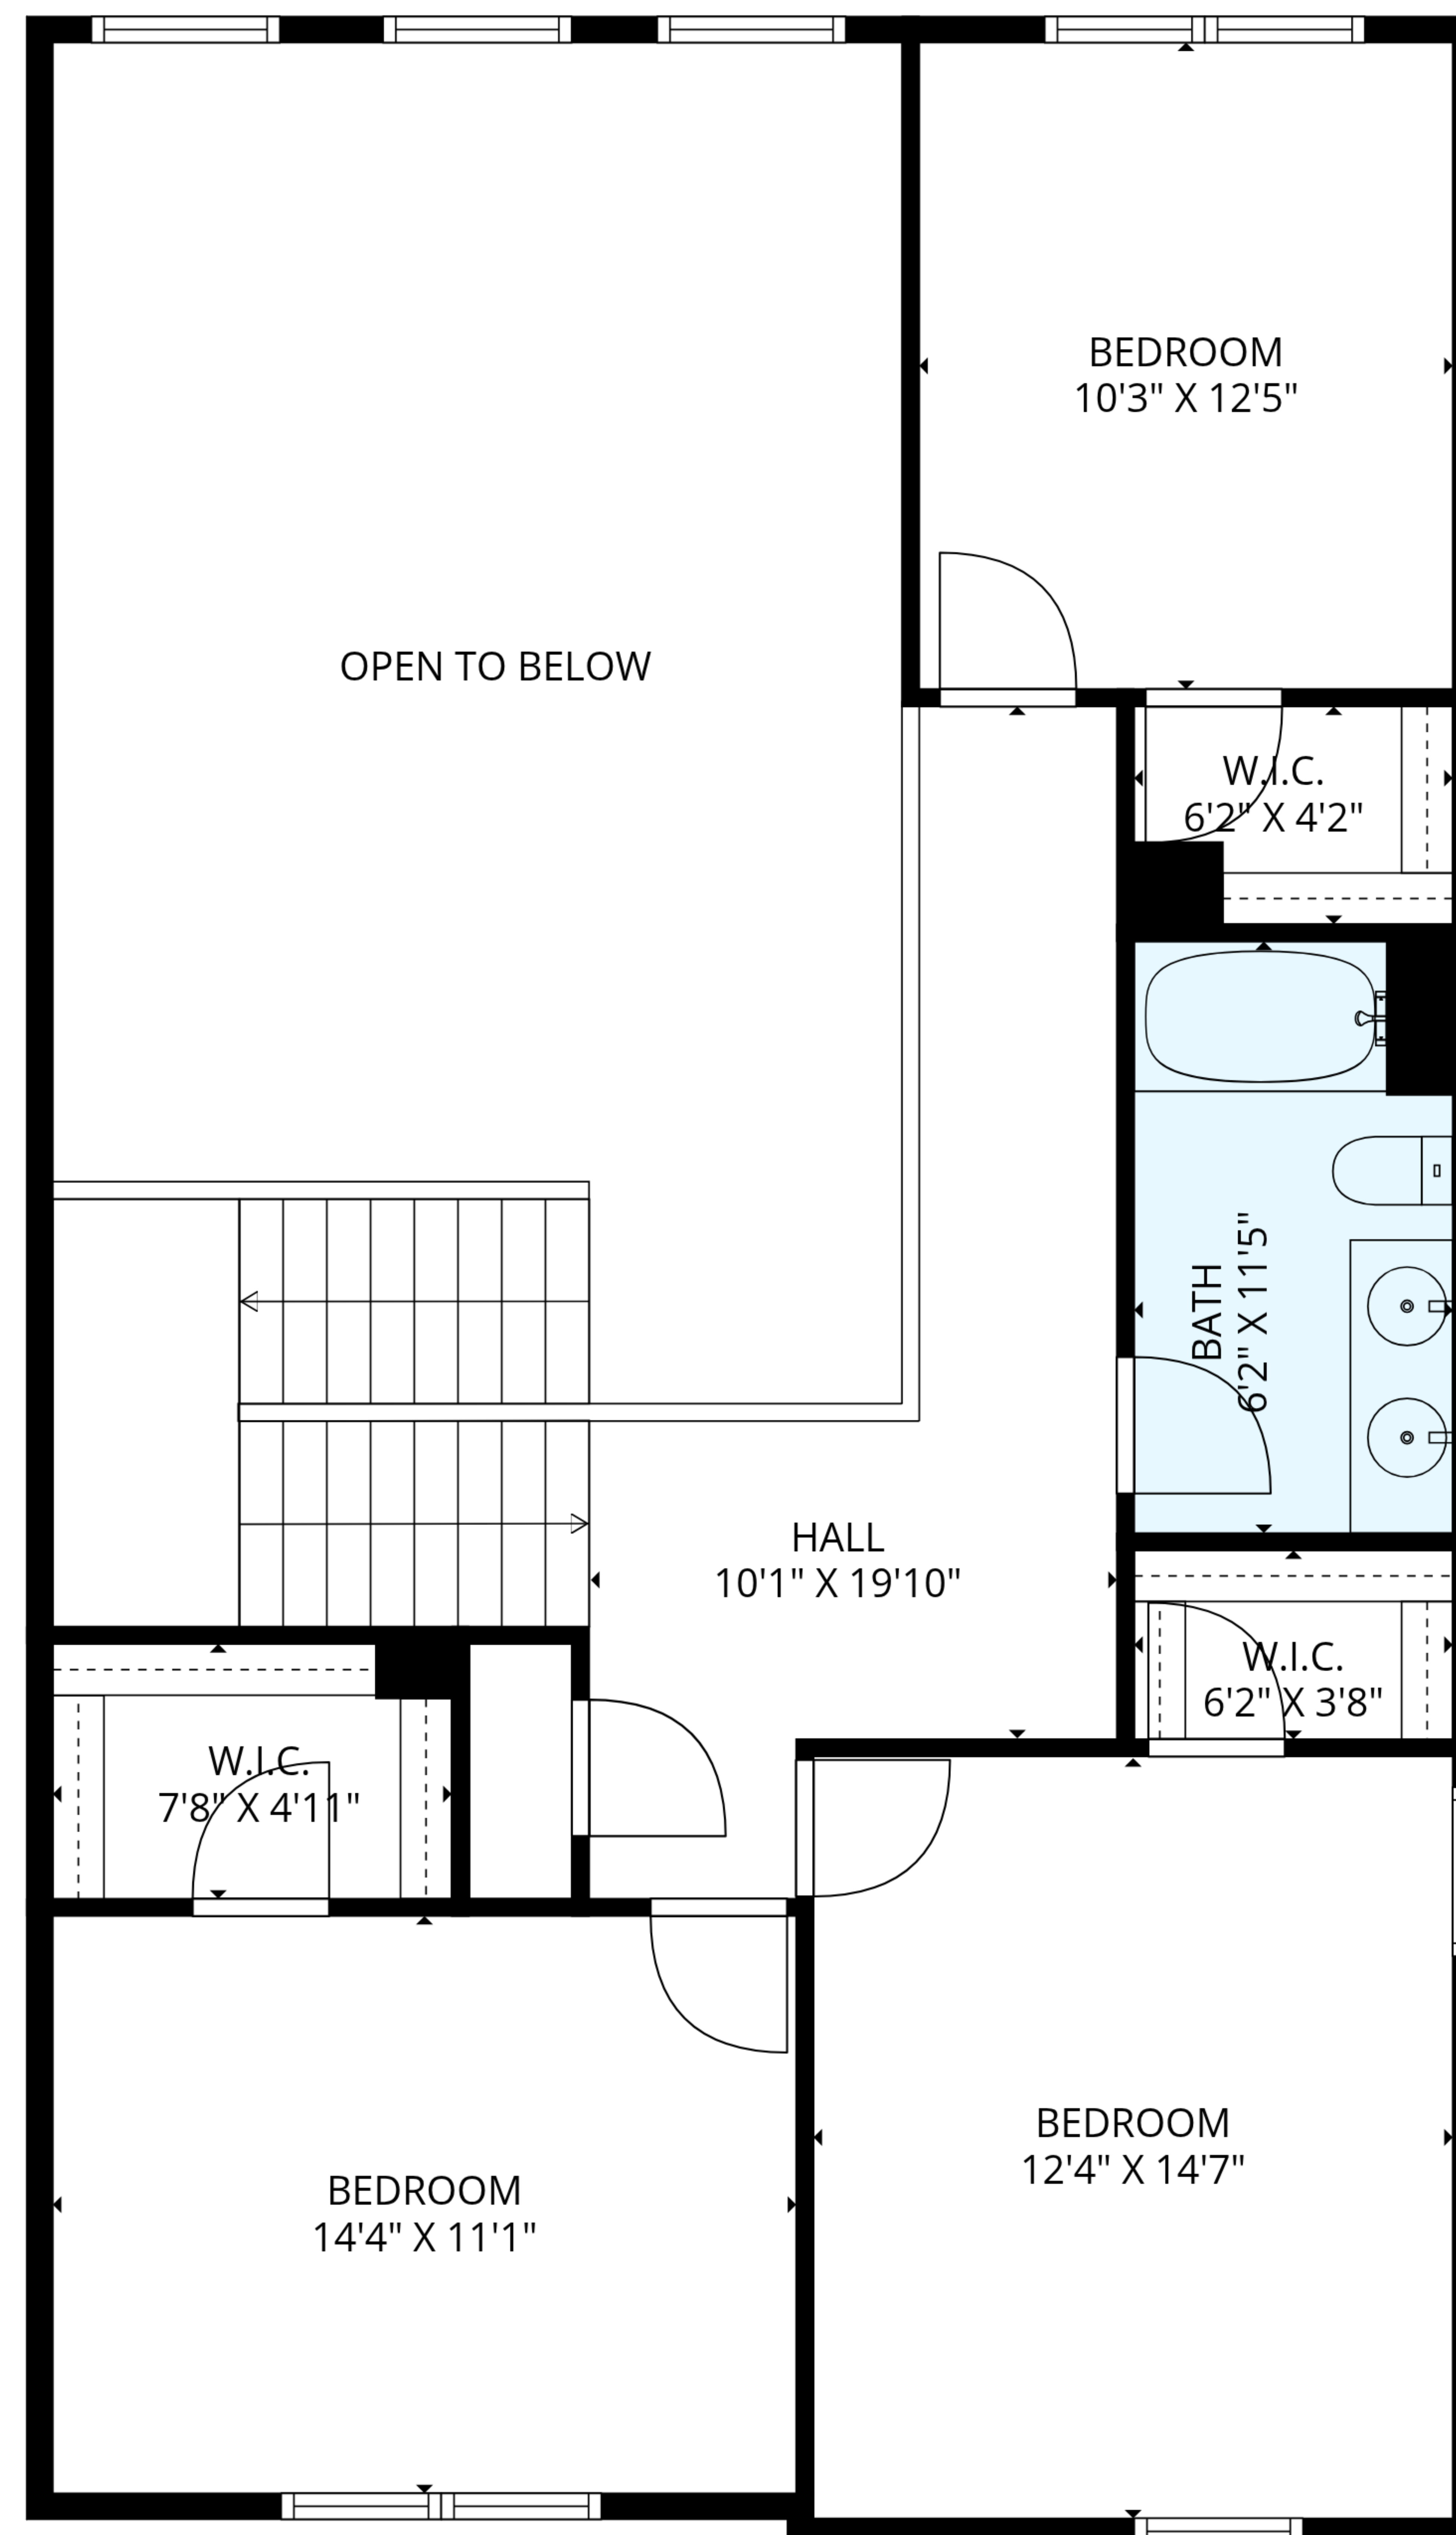 BEDROOM
10'3" X 12'5"
OPEN TO BELOW
W.I.C.
6'2" X 4'2"
BATH
6'2" X 11'5"
HALL
10'1" X 19'10"
W.I.C.
6'2" X 3'8"
W.I.C.
7'8" X 4'11"
BEDROOM
12'4" X 14'7"
BEDROOM
14'4" X 11'1"